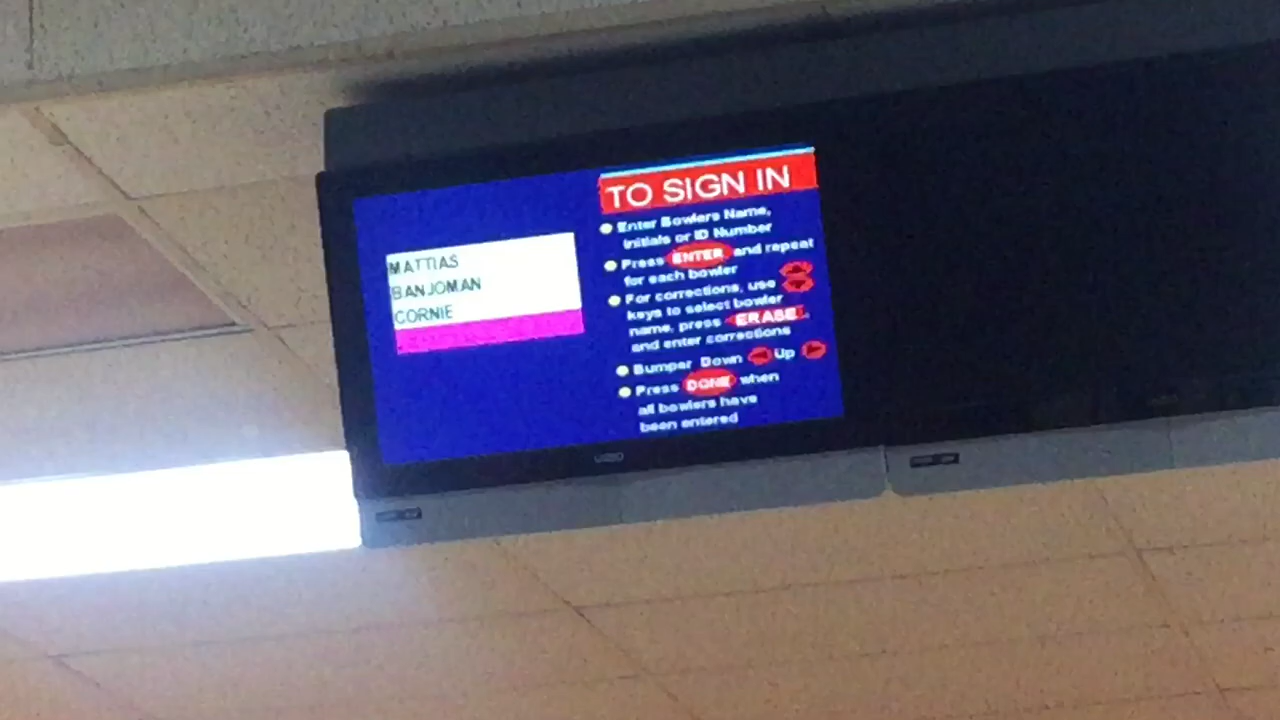 MATTIAS
BANJOMAN
CORNIE
TO SIGN IN
Enter Bowlers Name,
Initials or ID Number
Press ENTER and repeat
for each bowler
For corrections, use
keys to select bowler
name, press ERASE,
and enter corrections
Bumper Down Up
Press DONE when
all bowlers have
been entered
VIZIO